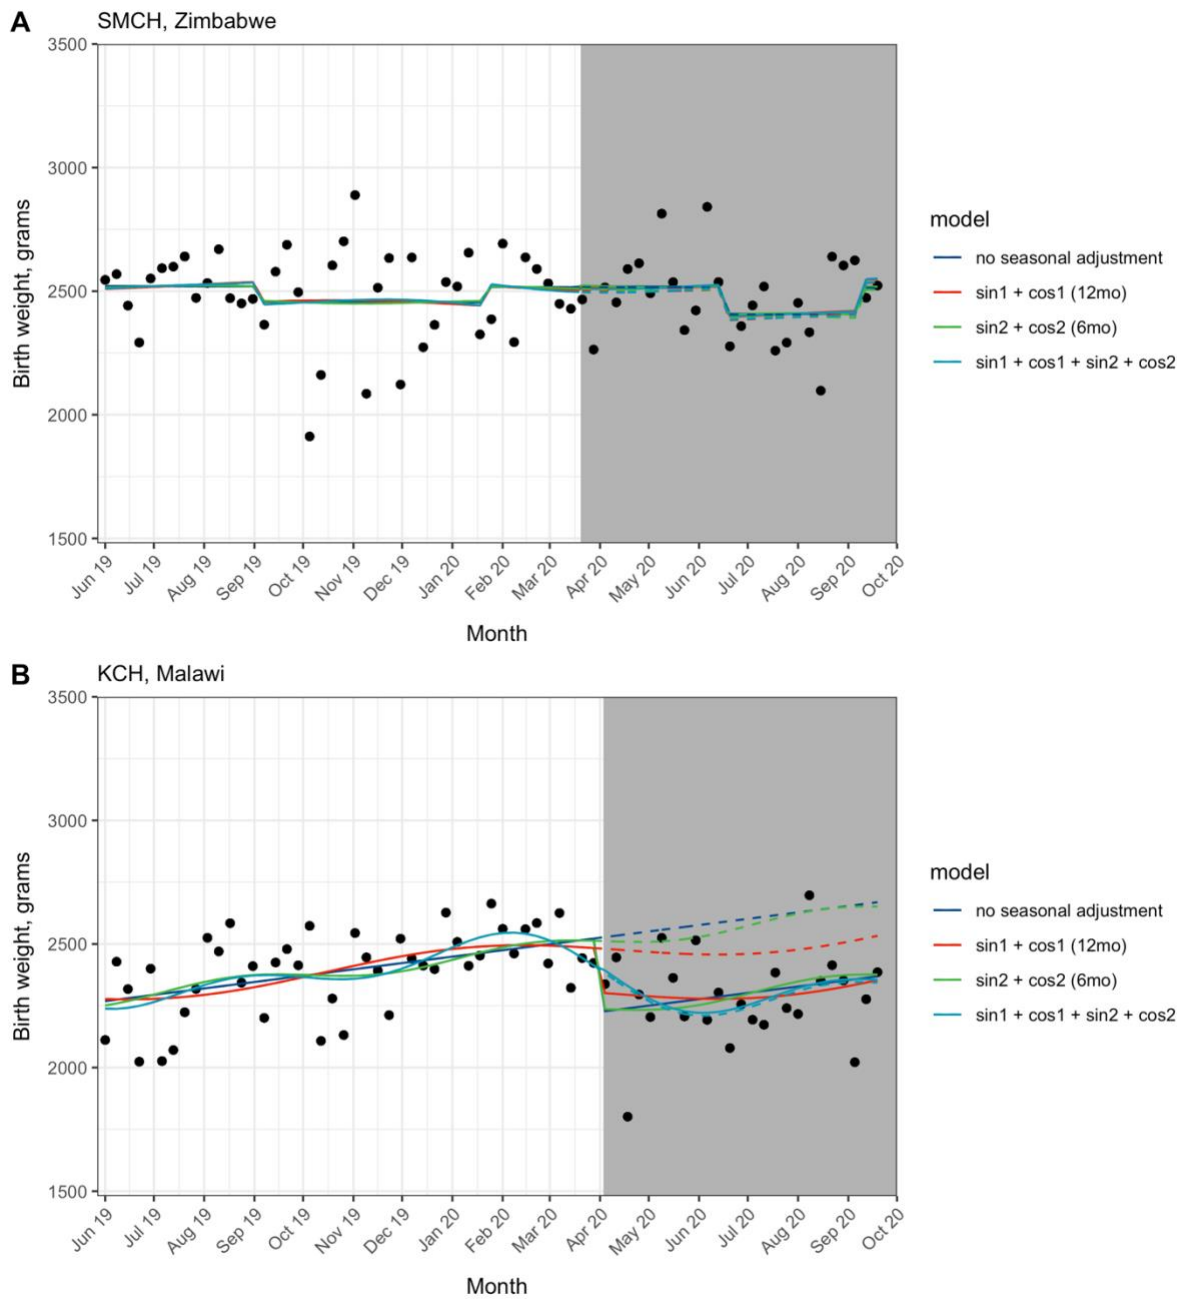 A
SMCH, Zimbabwe
3500
3000
2500
2000
1500
Birth weight, grams
Jun 19
Jul 19
Aug 19
Sep 19
Oct 19
Nov 19
Dec 19
Jan 20
Feb 20
Mar 20
Apr 20
May 20
Jun 20
Jul 20
Aug 20
Sep 20
Oct 20
Month
model
no seasonal adjustment
sin1 + cos1 (12mo)
sin2 + cos2 (6mo)
sin1 + cos1 + sin2 + cos2
B
KCH, Malawi
3500
3000
2500
2000
1500
Birth weight, grams
Jun 19
Jul 19
Aug 19
Sep 19
Oct 19
Nov 19
Dec 19
Jan 20
Feb 20
Mar 20
Apr 20
May 20
Jun 20
Jul 20
Aug 20
Sep 20
Oct 20
Month
model
no seasonal adjustment
sin1 + cos1 (12mo)
sin2 + cos2 (6mo)
sin1 + cos1 + sin2 + cos2